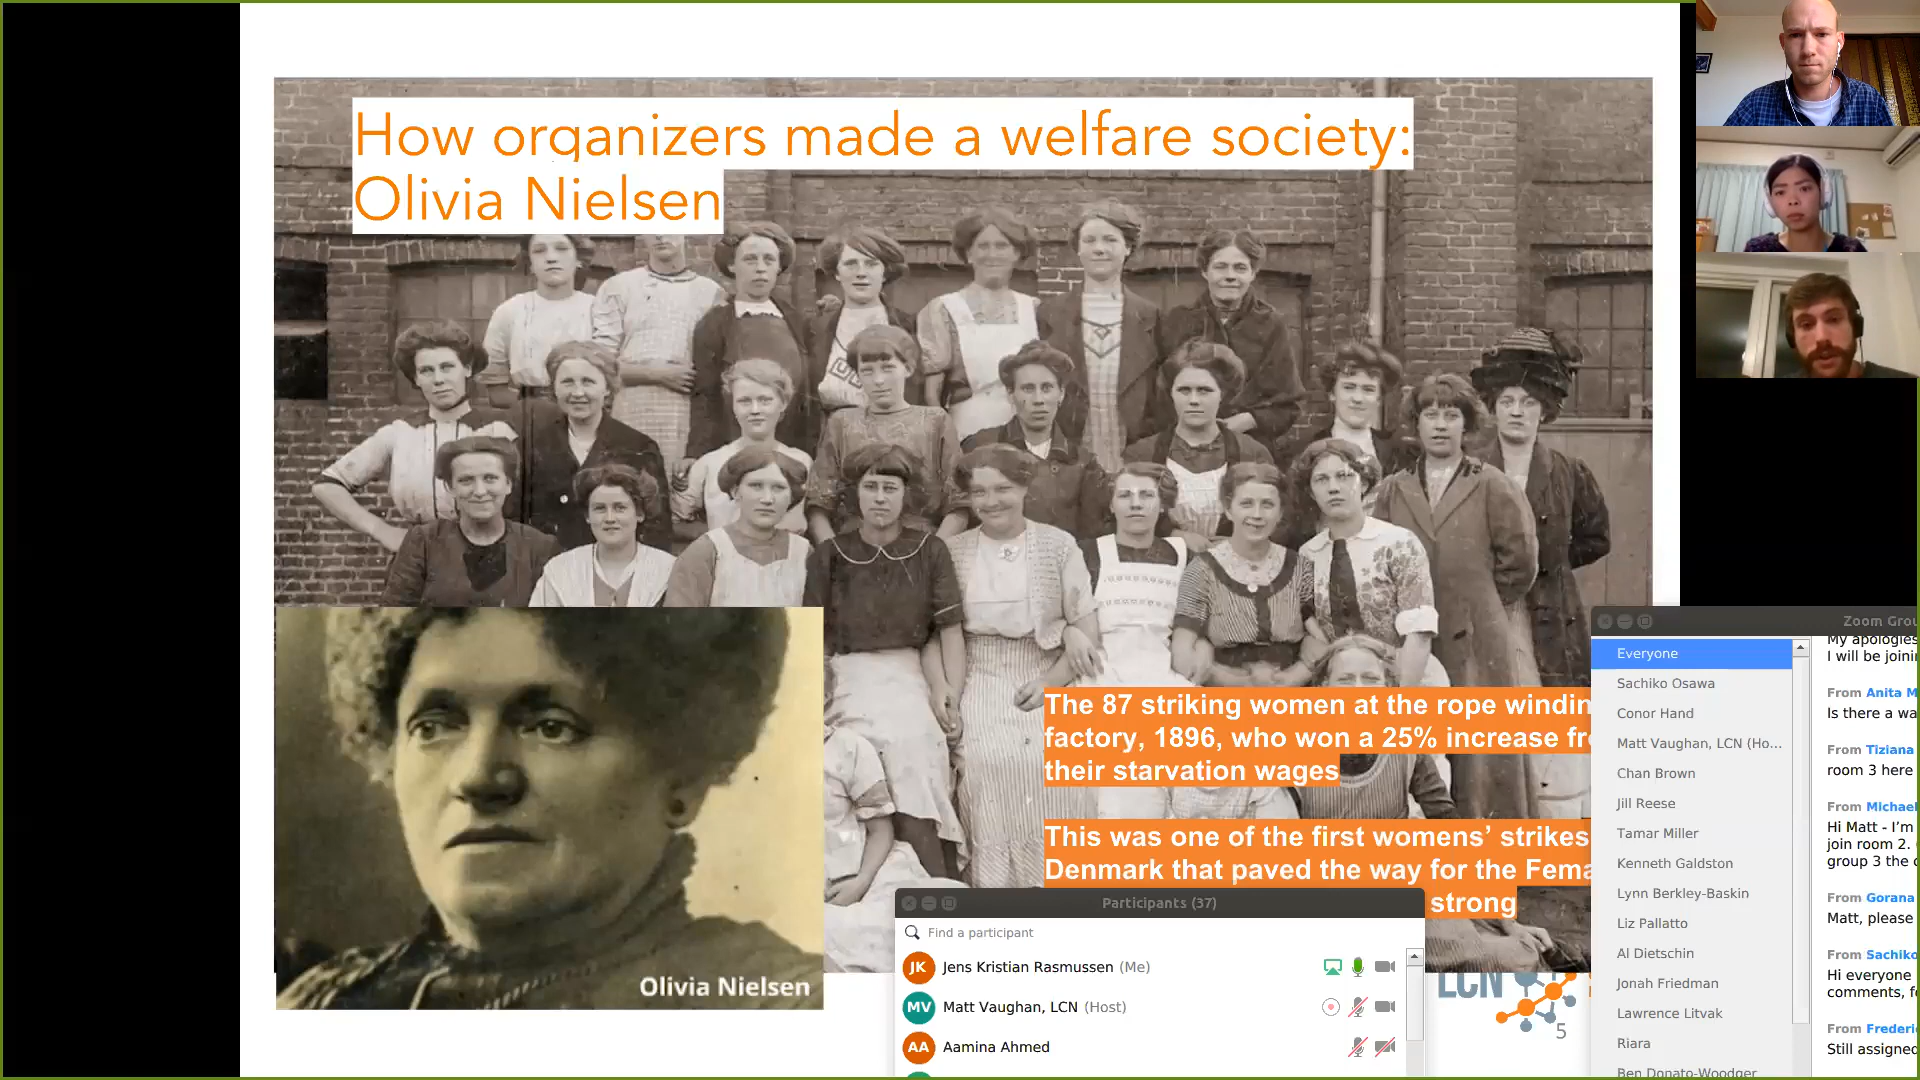 How organizers made a welfare society:
Olivia Nielsen
The 87 striking women at the rope windin
factory, 1896, who won a 25% increase fr
their starvation wages
This was one of the first womens’ strikes
Denmark that paved the way for the Fema
strong
Olivia Nielsen
LCN
5
Participants (37)
Find a participant
JK Jens Kristian Rasmussen (Me)
MV Matt Vaughan, LCN (Host)
AA Aamina Ahmed
Zoom Grou
Everyone
Sachiko Osawa
Conor Hand
Matt Vaughan, LCN (Ho...
Chan Brown
Jill Reese
Tamar Miller
Kenneth Galdston
Lynn Berkley-Baskin
Liz Pallatto
Al Dietschin
Jonah Friedman
Lawrence Litvak
Riara
Ben Donato-Woodger
My apologies
I will be joini
From Anita M
Is there a wa
From Tiziana
room 3 here
From Michael
Hi Matt - I’m
join room 2.
group 3 the
From Gorana
Matt, please
From Sachiko
Hi everyone
comments, f
From Frederi
Still assigned